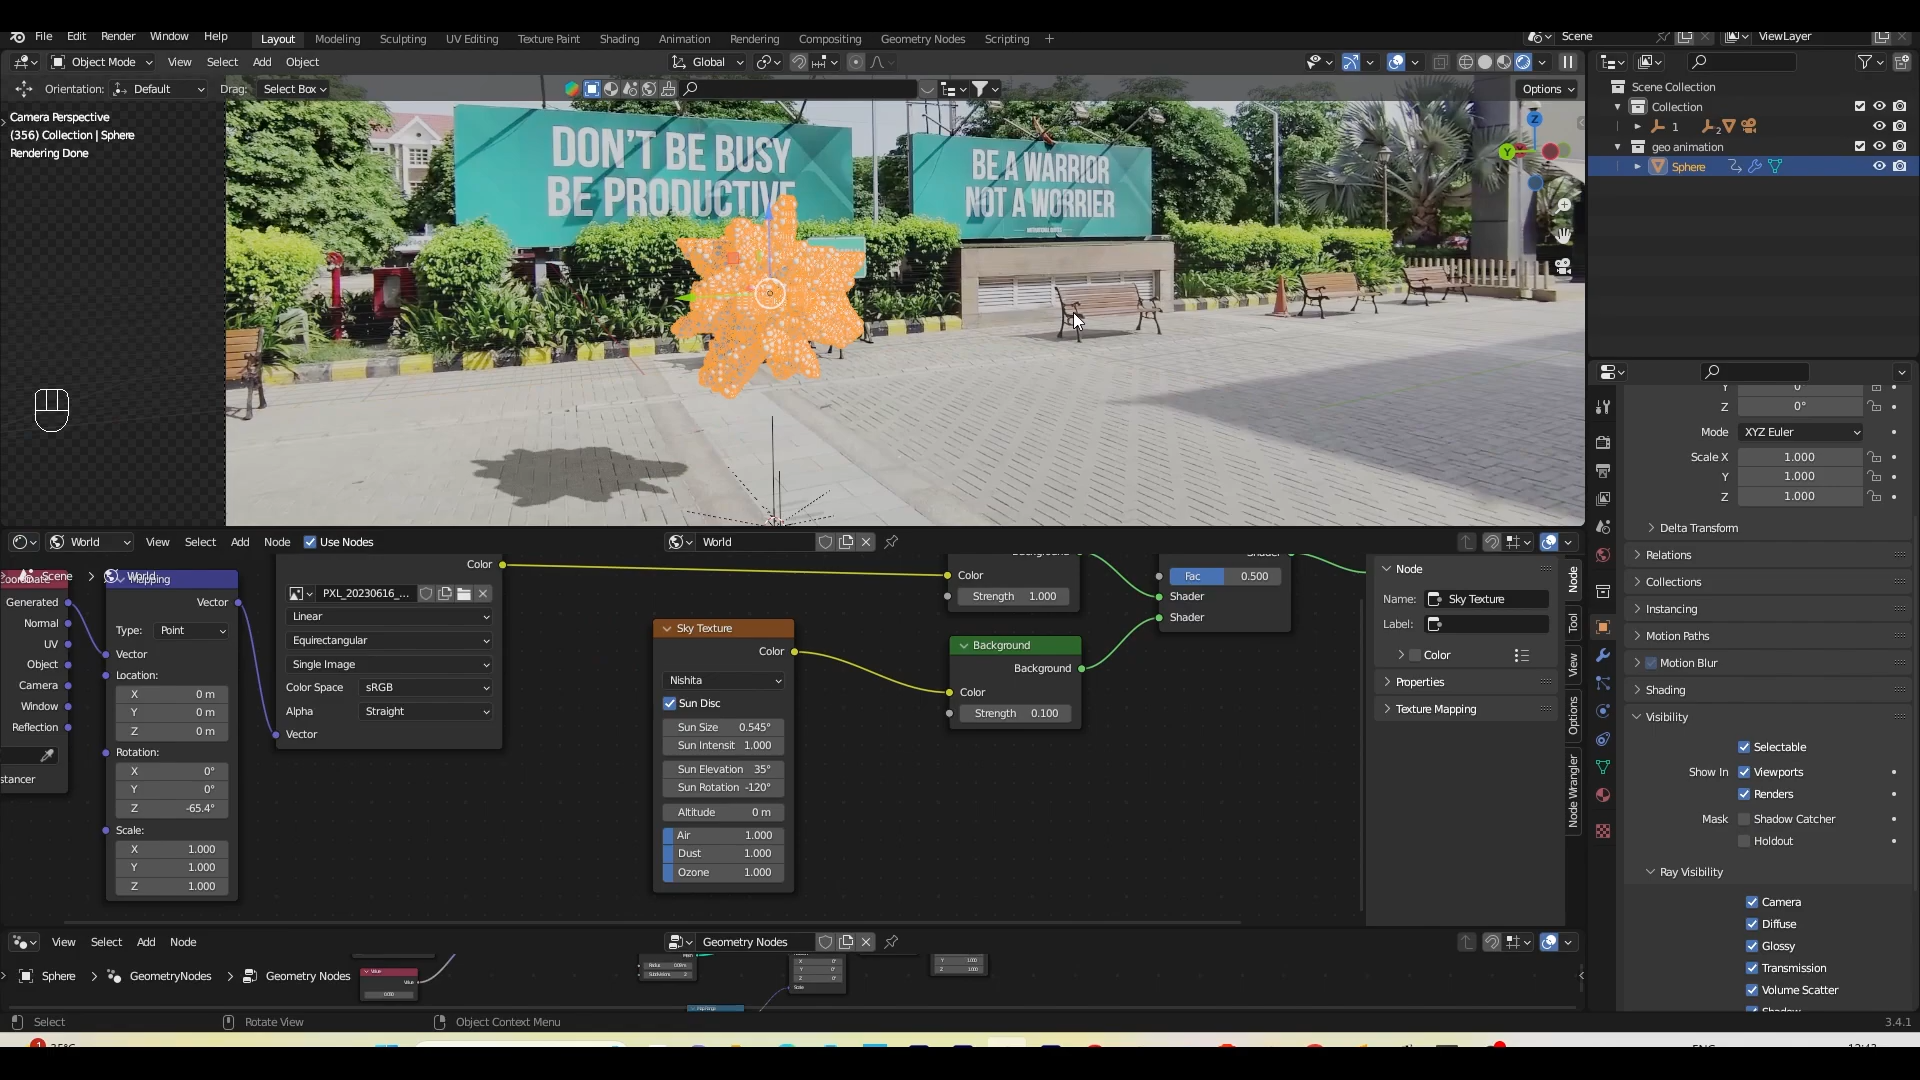 File Edit Render Window Help Layout Modeling Sculpting UV Editing Texture Paint Shading Animation Rendering Compositing Geometry Nodes Scripting + Scene ViewLayer
Object Mode View Select Add Object Global
Orientation: Default Drag: Select Box Options
Camera Perspective
(356) Collection | Sphere
Rendering Done
DON'T BE BUSY
BE PRODUCTIVE
BE A WARRIOR
NOT A WORRIER
Z
Y
Scene Collection
Collection
1 2
geo animation
Sphere
Y 0°
Z 0°
Mode XYZ Euler
Scale X 1.000
Y 1.000
Z 1.000
Delta Transform
Relations
Collections
Instancing
Motion Paths
Motion Blur
Shading
Visibility
Selectable
Show In Viewports
Renders
Mask Shadow Catcher
Holdout
Ray Visibility
Camera
Diffuse
Glossy
Transmission
Volume Scatter
Shadow
World View Select Add Node Use Nodes World
Scene World
Generated
Normal
UV
Object
Camera
Window
Reflection
Mapping
Vector
Type: Point
Vector
Location:
X 0 m
Y 0 m
Z 0 m
Rotation:
X 0°
Y 0°
Z -65.4°
Scale:
X 1.000
Y 1.000
Z 1.000
Color
PXL_20230616_...
Linear
Equirectangular
Single Image
Color Space sRGB
Alpha Straight
Vector
Sky Texture
Color
Nishita
Sun Disc
Sun Size 0.545°
Sun Intensit 1.000
Sun Elevation 35°
Sun Rotation -120°
Altitude 0 m
Air 1.000
Dust 1.000
Ozone 1.000
Background
Color
Strength 1.000
Background
Background
Color
Strength 0.100
Shader
Fac 0.500
Shader
Shader
Node
Name: Sky Texture
Label:
Color
Properties
Texture Mapping
Node
Tool
View
Options
Node Wrangler
View Select Add Node Geometry Nodes
Sphere GeometryNodes Geometry Nodes
Value
Value
Select Rotate View Object Context Menu 3.4.1